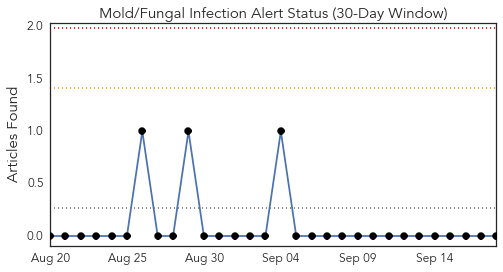 Mold/Fungal Infection Alert Status (30-Day Window)
Articles Found
2.0
1.5
1.0
0.5
0.0
Aug 20 Aug 25 Aug 30 Sep 04 Sep 09 Sep 14